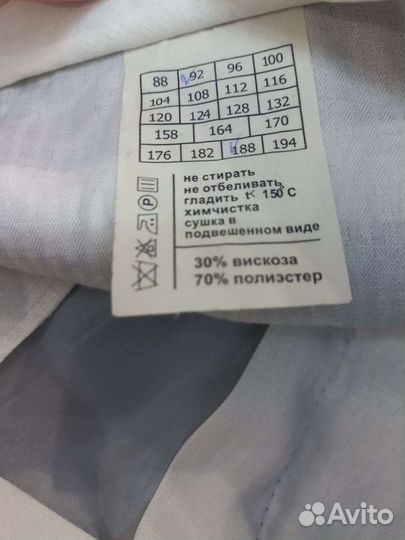 88 92 96 100
104 108 112 116
120 124 128 132
158 164 170
176 182 188 194
не стирать
не отбеливать
гладить t< 150 C
химчистка
сушка в
подвешенном виде
P
30% вискоза
70% полиэстер
Avito